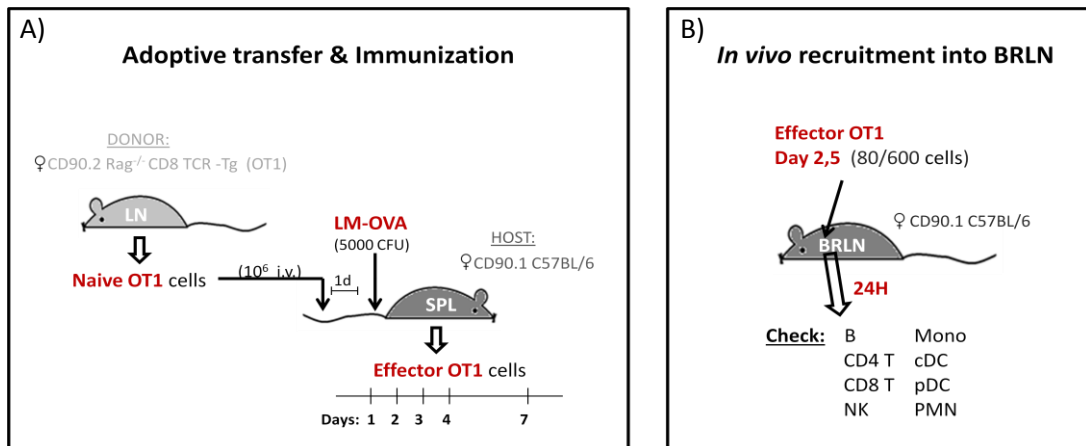 A)
Adoptive transfer & Immunization
DONOR:
♀CD90.2 Rag-/- CD8 TCR -Tg (OT1)
LN
Naive OT1 cells
(10⁶ i.v.)
1d
LM-OVA
(5000 CFU)
HOST:
♀CD90.1 C57BL/6
SPL
Effector OT1 cells
Days: 1 2 3 4 7
B)
In vivo recruitment into BRLN
Effector OT1
Day 2,5 (80/600 cells)
♀ CD90.1 C57BL/6
BRLN
24H
Check: B Mono
CD4 T cDC
CD8 T pDC
NK PMN